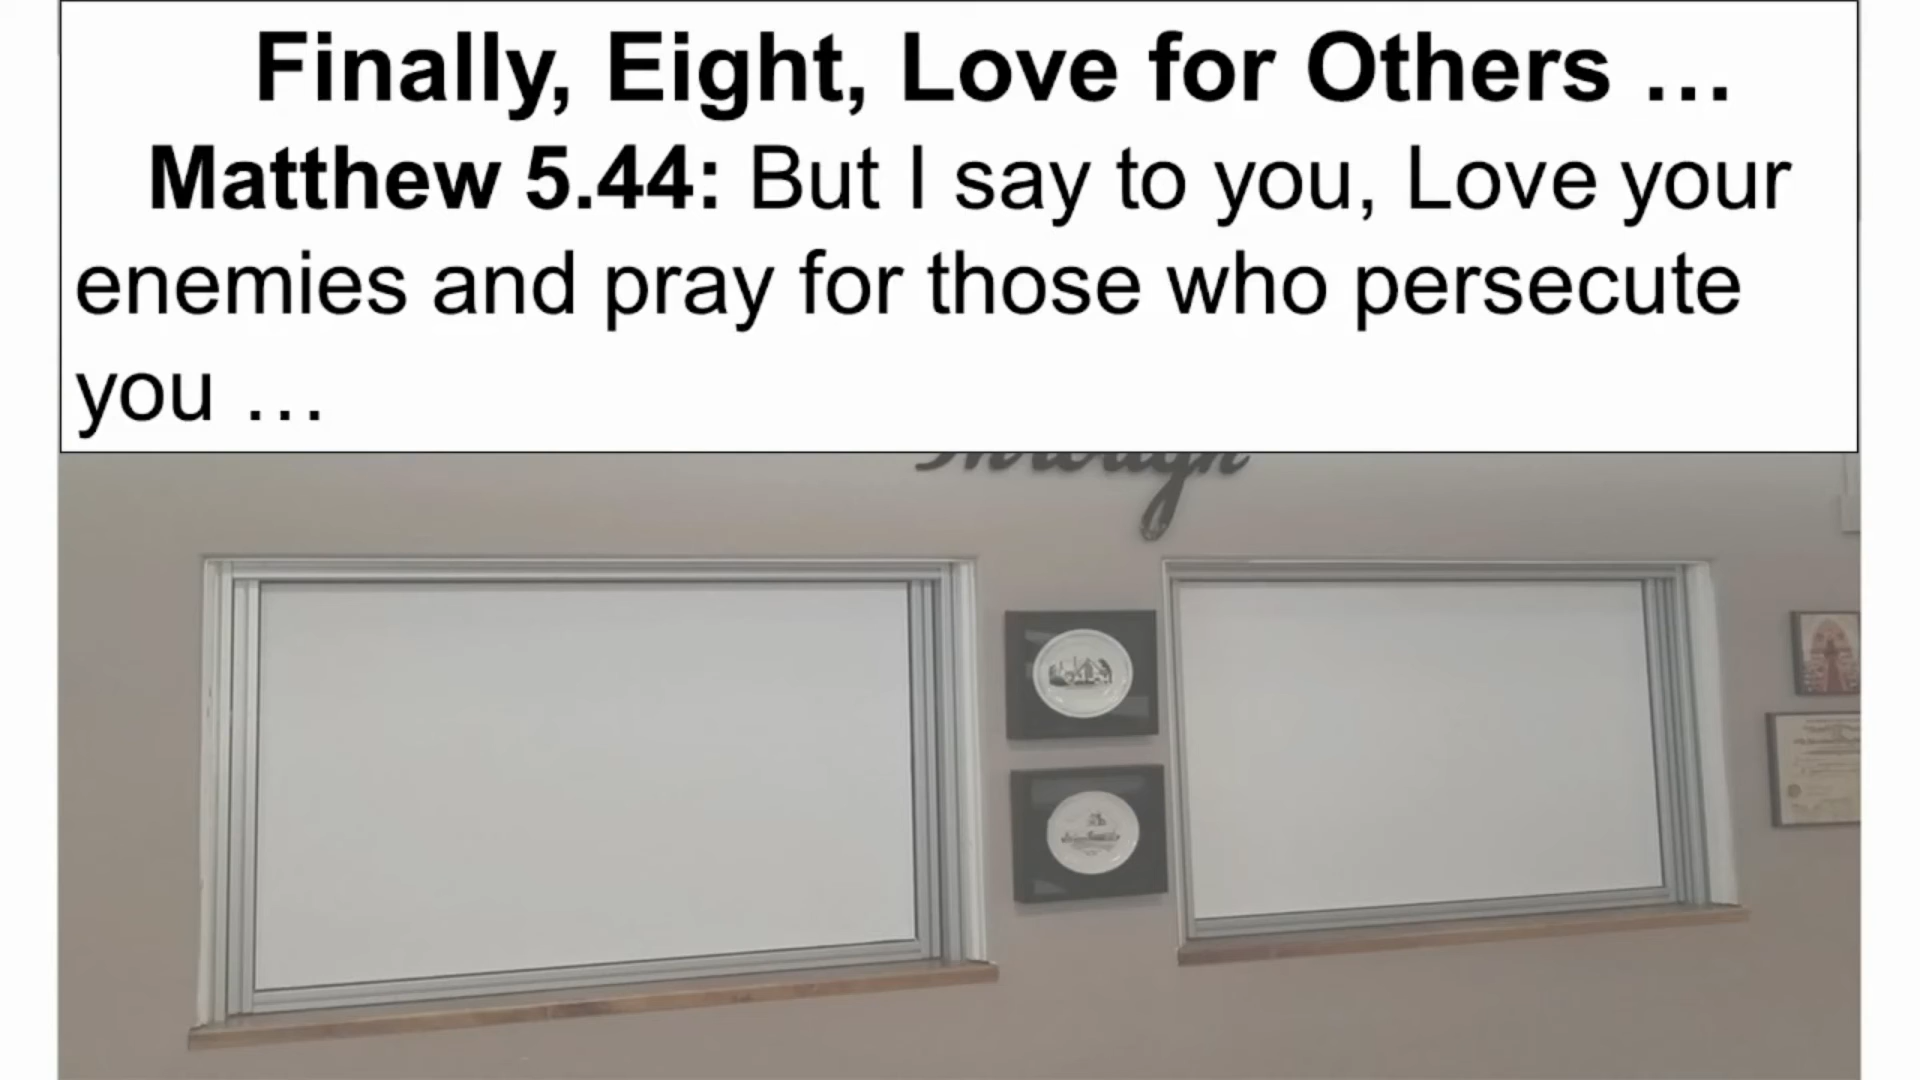 Finally, Eight, Love for Others …
Matthew 5.44: But I say to you, Love your
enemies and pray for those who persecute
you …